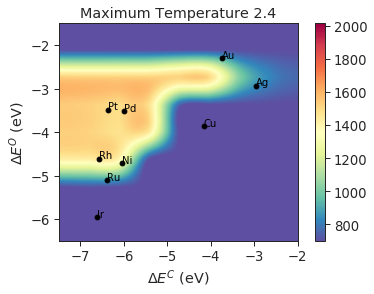 Maximum Temperature 2.4
ΔE^O (eV)
−2
−3
−4
−5
−6
Au
Ag
Pt
Pd
Cu
Rh
Ni
Ru
Ir
2000
1800
1600
1400
1200
1000
800
−7 −6 −5 −4 −3 −2
ΔE^C (eV)